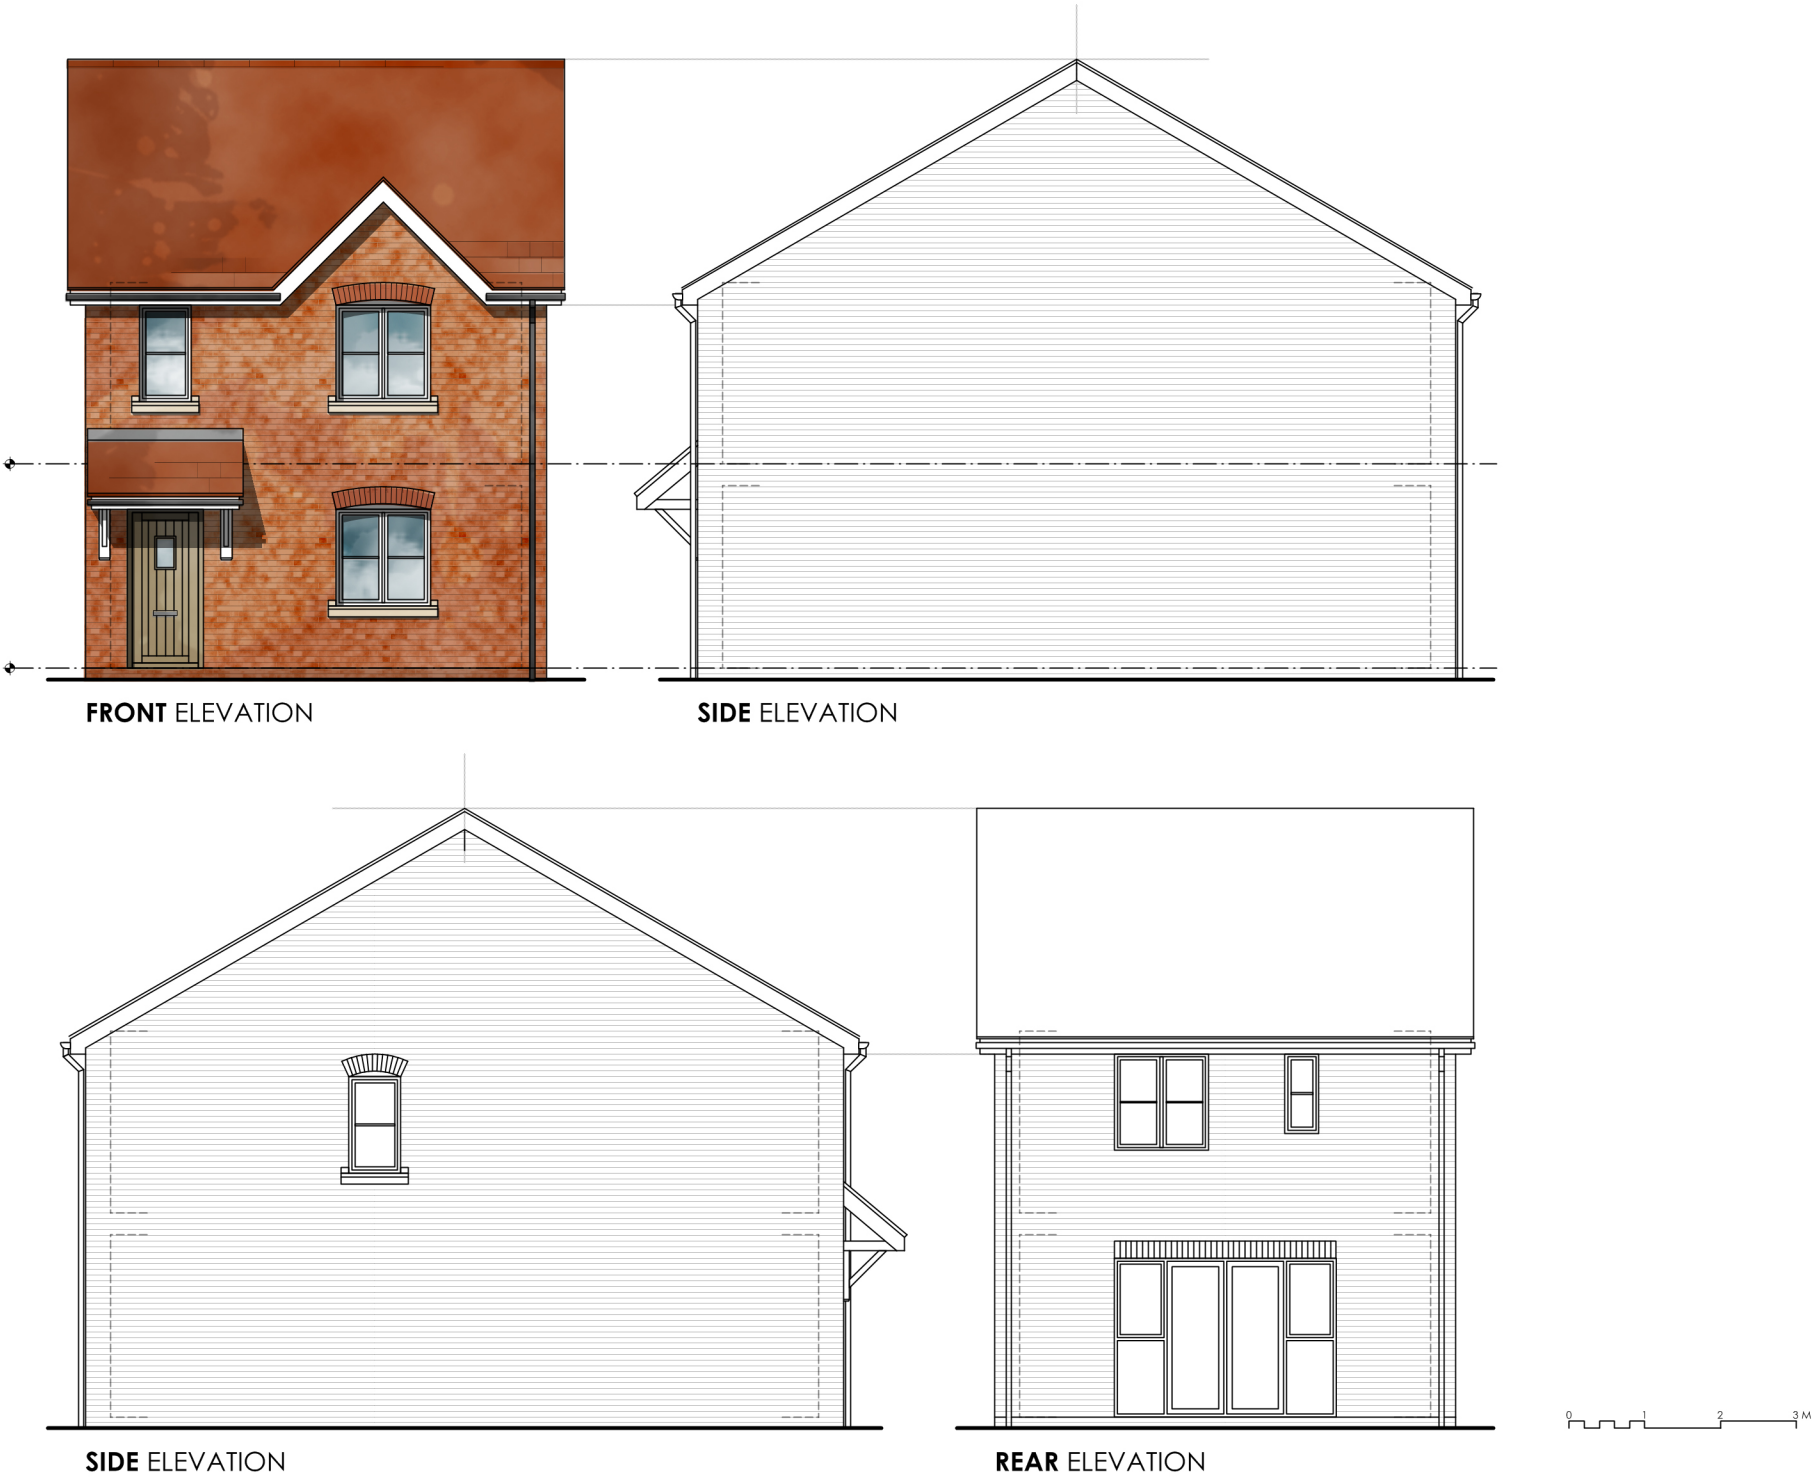 FRONT ELEVATION
SIDE ELEVATION
SIDE ELEVATION
REAR ELEVATION
0 1 2 3 M